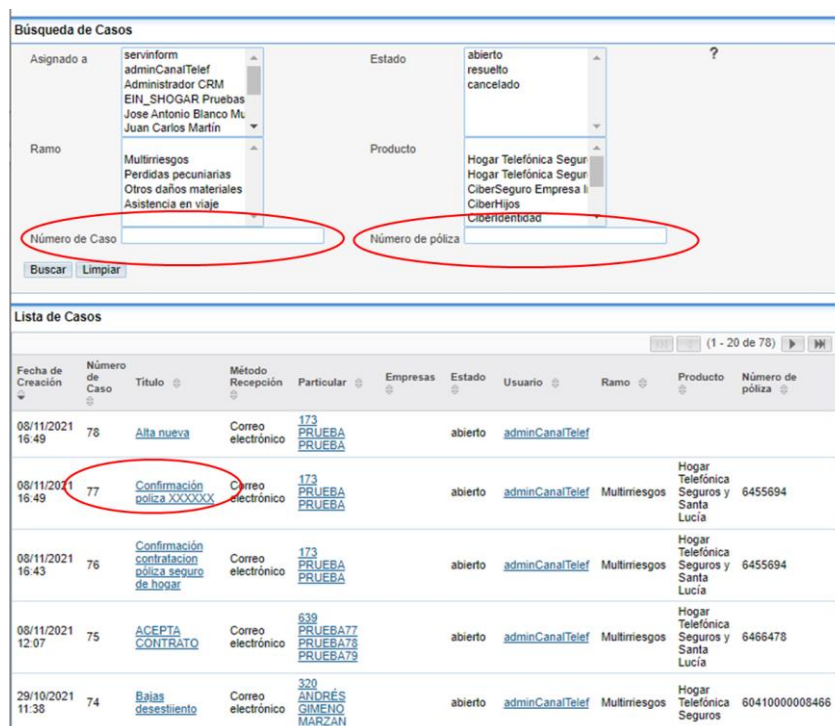 Búsqueda de Casos
Asignado a
servinform
adminCanalTelef
Administrador CRM
EIN_SHOGAR Pruebas
Jose Antonio Blanco Mu
Juan Carlos Martín
Estado
abierto
resuelto
cancelado
?
Ramo
Multirriesgos
Perdidas pecuniarias
Otros daños materiales
Asistencia en viaje
Producto
Hogar Telefónica Segur
Hogar Telefónica Segur
CiberSeguro Empresa I
CiberHijos
CiberIdentidad
Número de Caso
Número de póliza
Buscar Limpiar
Lista de Casos
(1 - 20 de 78)
Fecha de Creación Número de Caso Titulo Método Recepción Particular Empresas Estado Usuario Ramo Producto Número de póliza
08/11/2021 16:49 78 Alta nueva Correo electrónico 173 PRUEBA PRUEBA abierto adminCanalTelef
08/11/2021 16:49 77 Confirmación poliza XXXXXX Correo electrónico 173 PRUEBA PRUEBA abierto adminCanalTelef Multirriesgos Hogar Telefónica Seguros y Santa Lucía 6455694
08/11/2021 16:43 76 Confirmación contratacion póliza seguro de hogar Correo electrónico 173 PRUEBA PRUEBA abierto adminCanalTelef Multirriesgos Hogar Telefónica Seguros y Santa Lucía 6455694
08/11/2021 12:07 75 ACEPTA CONTRATO Correo electrónico 639 PRUEBA77 PRUEBA78 PRUEBA79 abierto adminCanalTelef Multirriesgos Hogar Telefónica Seguros y Santa Lucía 6466478
29/10/2021 11:38 74 Bajas desestiiento Correo electrónico 320 ANDRÉS GIMENO MARZAN abierto adminCanalTelef Multirriesgos Hogar Telefónica Seguros 60410000008466